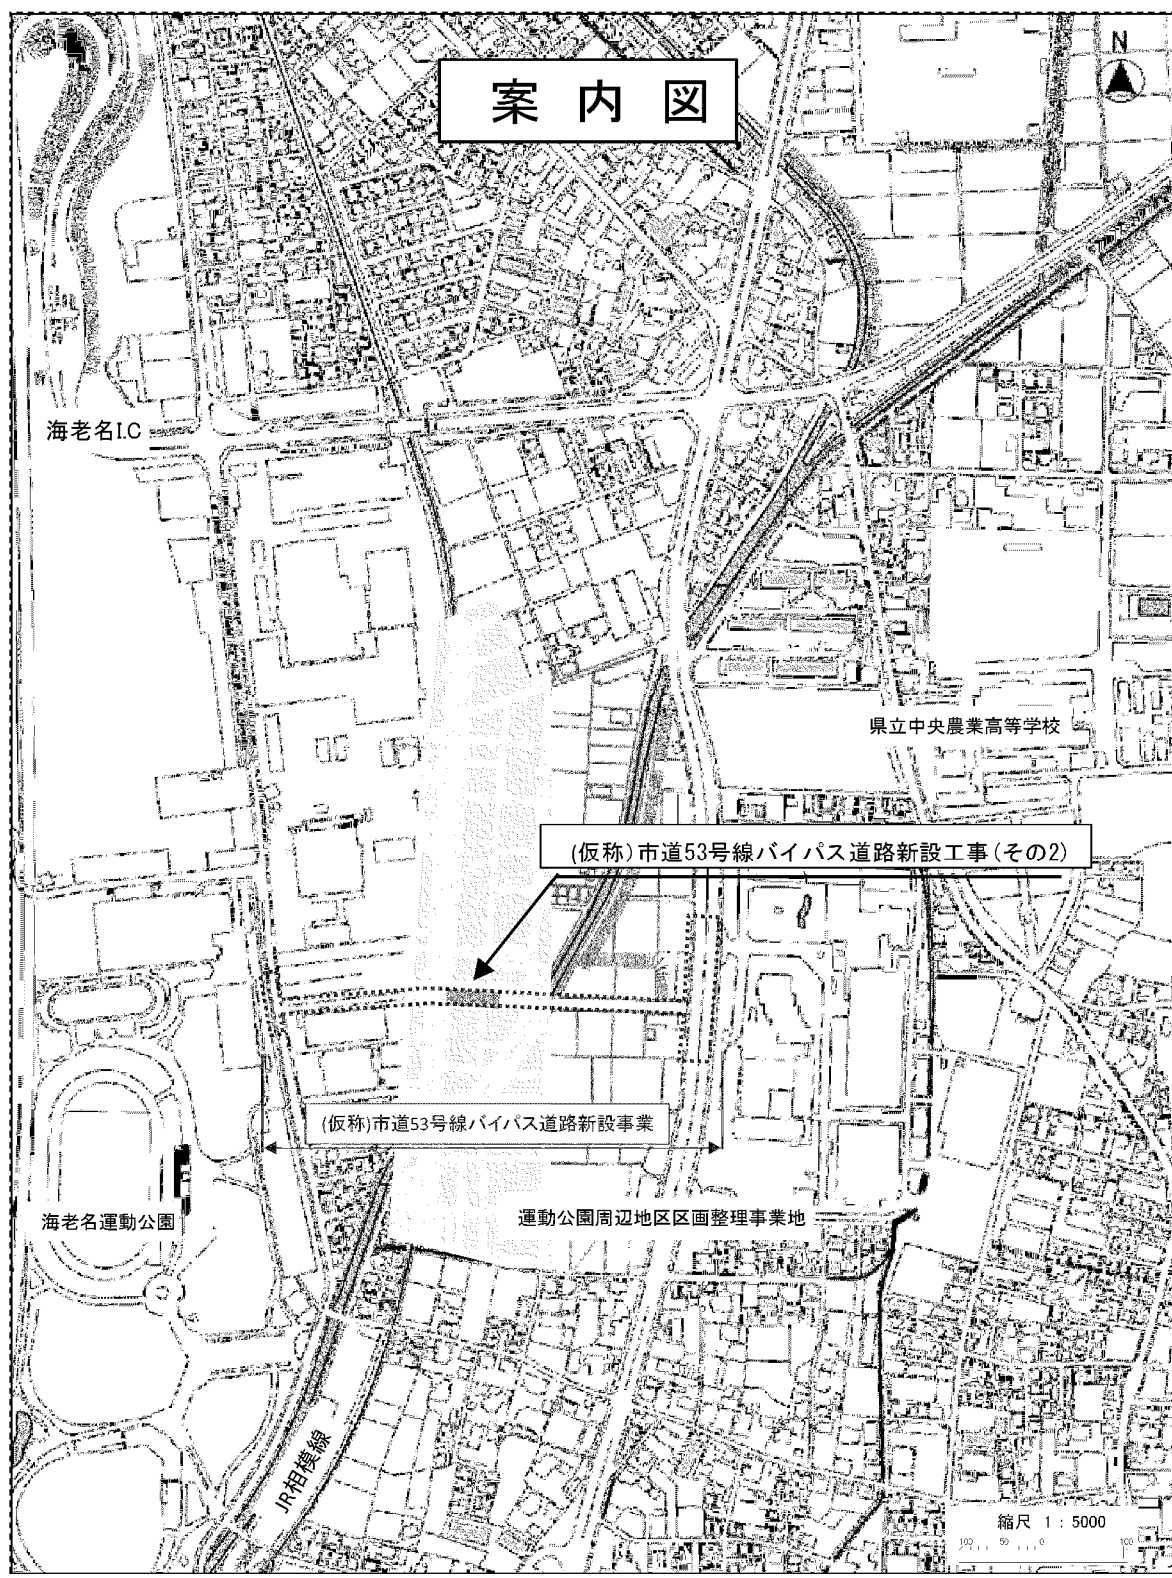 案内図
N
海老名I.C
県立中央農業高等学校
(仮称)市道53号線バイパス道路新設工事(その2)
(仮称)市道53号線バイパス道路新設事業
海老名運動公園
運動公園周辺地区区画整理事業地
JR相模線
縮尺 1:5000
100 50 0 100